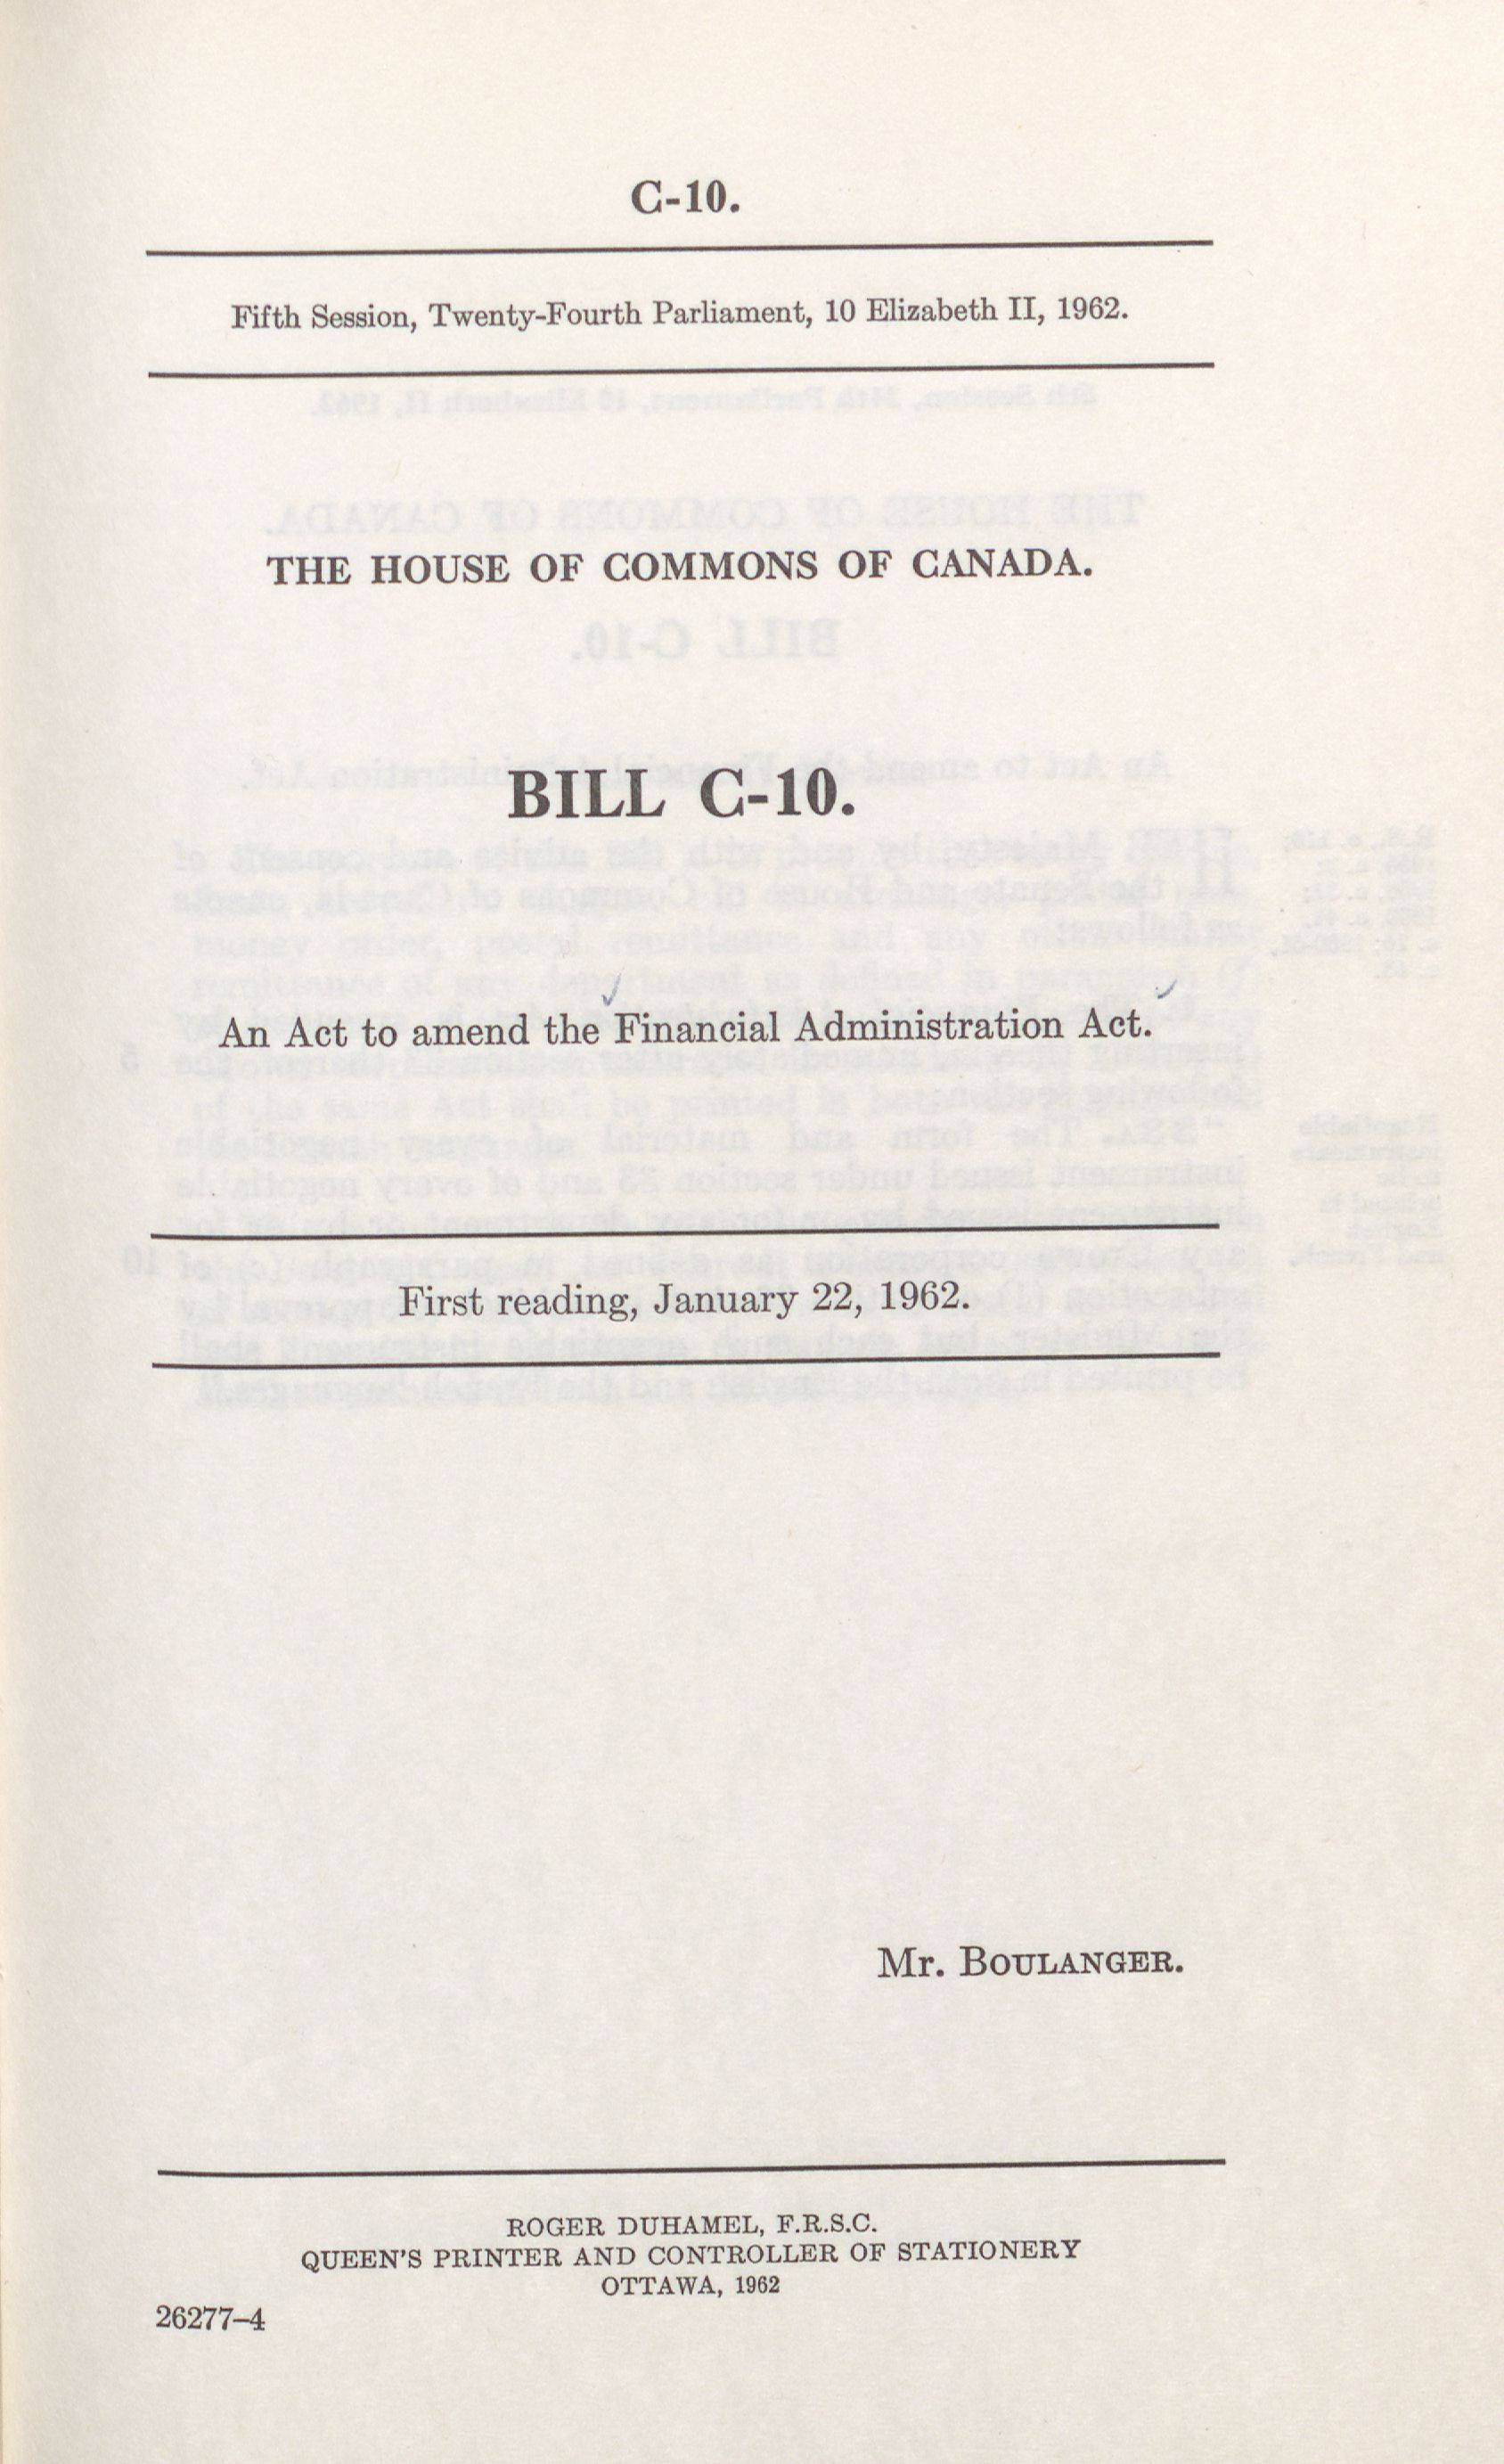 C-10.
Fifth Session, Twenty-Fourth Parliament, 10 Elizabeth II, 1962.
THE HOUSE OF COMMONS OF CANADA.
BILL C-10.
An Act to amend the Financial Administration Act.
First reading, January 22, 1962.
Mr. BOULANGER.
ROGER DUHAMEL, F.R.S.C.
QUEEN'S PRINTER AND CONTROLLER OF STATIONERY
OTTAWA, 1962
26277–4